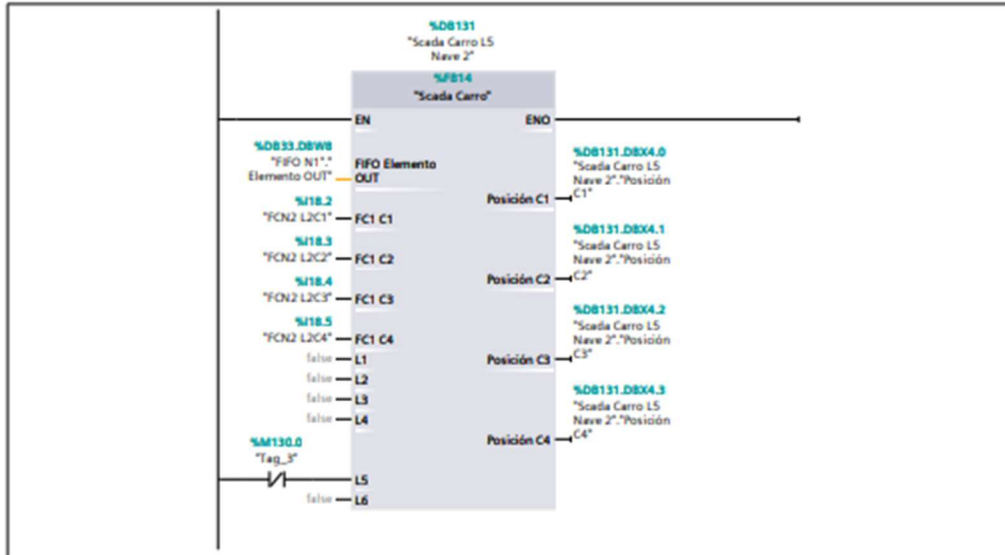 %DB131
"Scada Carro L5
Nave 2"
%FB14
"Scada Carro"
EN
ENO
%DB33.DBW8
"FIFO N1"."
Elemento OUT"
FIFO Elemento
OUT
%I18.2
"FCN2 L2C1"
FC1 C1
%I18.3
"FCN2 L2C2"
FC1 C2
%I18.4
"FCN2 L2C3"
FC1 C3
%I18.5
"FCN2 L2C4"
FC1 C4
false
L1
false
L2
false
L3
false
L4
%M130.0
"Tag_3"
L5
false
L6
Posición C1
%DB131.DBX4.0
"Scada Carro L5
Nave 2"."Posición
C1"
Posición C2
%DB131.DBX4.1
"Scada Carro L5
Nave 2"."Posición
C2"
Posición C3
%DB131.DBX4.2
"Scada Carro L5
Nave 2"."Posición
C3"
Posición C4
%DB131.DBX4.3
"Scada Carro L5
Nave 2"."Posición
C4"